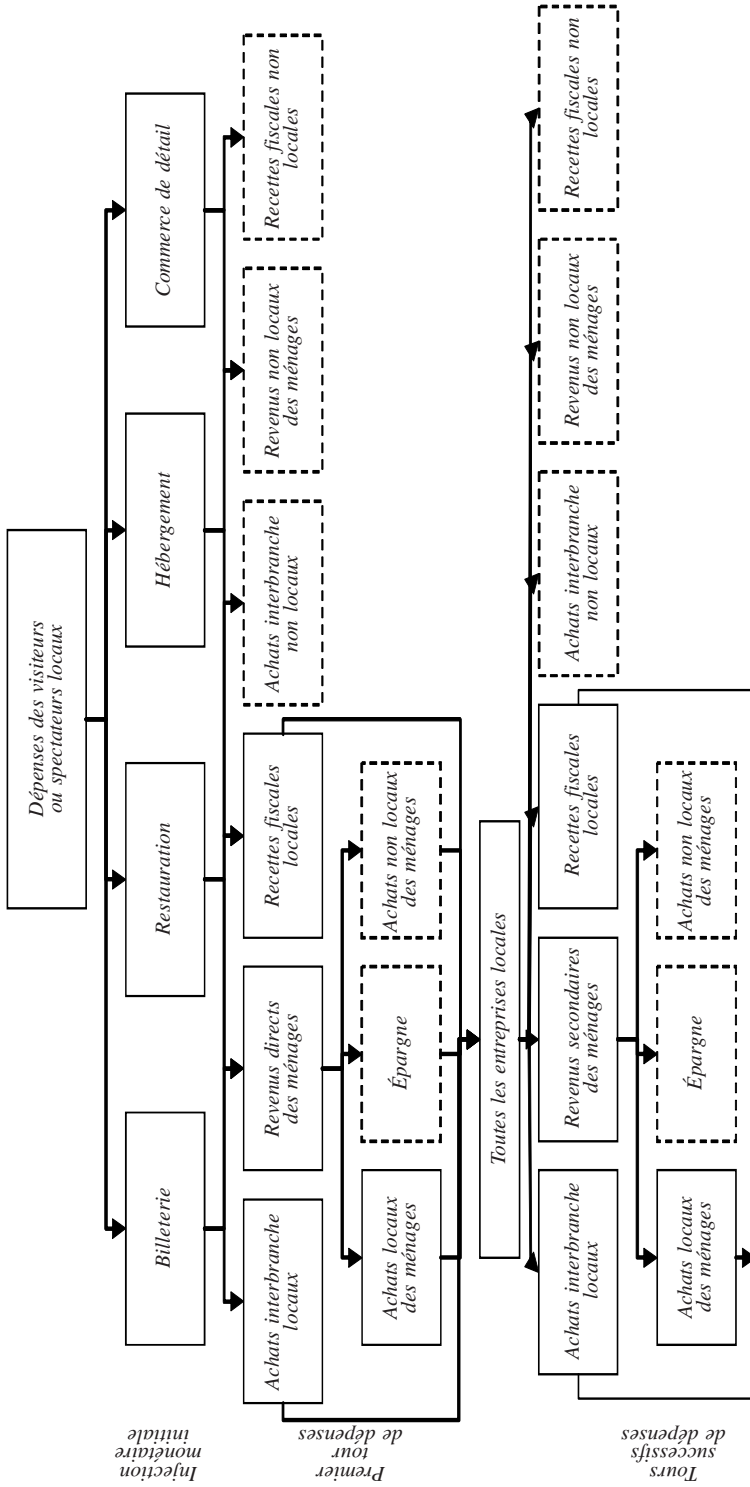 Dépenses des visiteurs
ou spectateurs locaux
Injection
monétaire
initiale
Billeterie
Restauration
Hébergement
Commerce de détail
Premier
tour
de dépenses
Achats interbranche
locaux
Revenus directs
des ménages
Recettes fiscales
locales
Achats interbranche
non locaux
Revenus non locaux
des ménages
Recettes fiscales non
locales
Achats locaux
des ménages
Épargne
Achats non locaux
des ménages
Toutes les entreprises locales
Tours
successifs
de dépenses
Achats interbranche
locaux
Revenus secondaires
des ménages
Recettes fiscales
locales
Achats interbranche
non locaux
Revenus non locaux
des ménages
Recettes fiscales non
locales
Achats locaux
des ménages
Épargne
Achats non locaux
des ménages